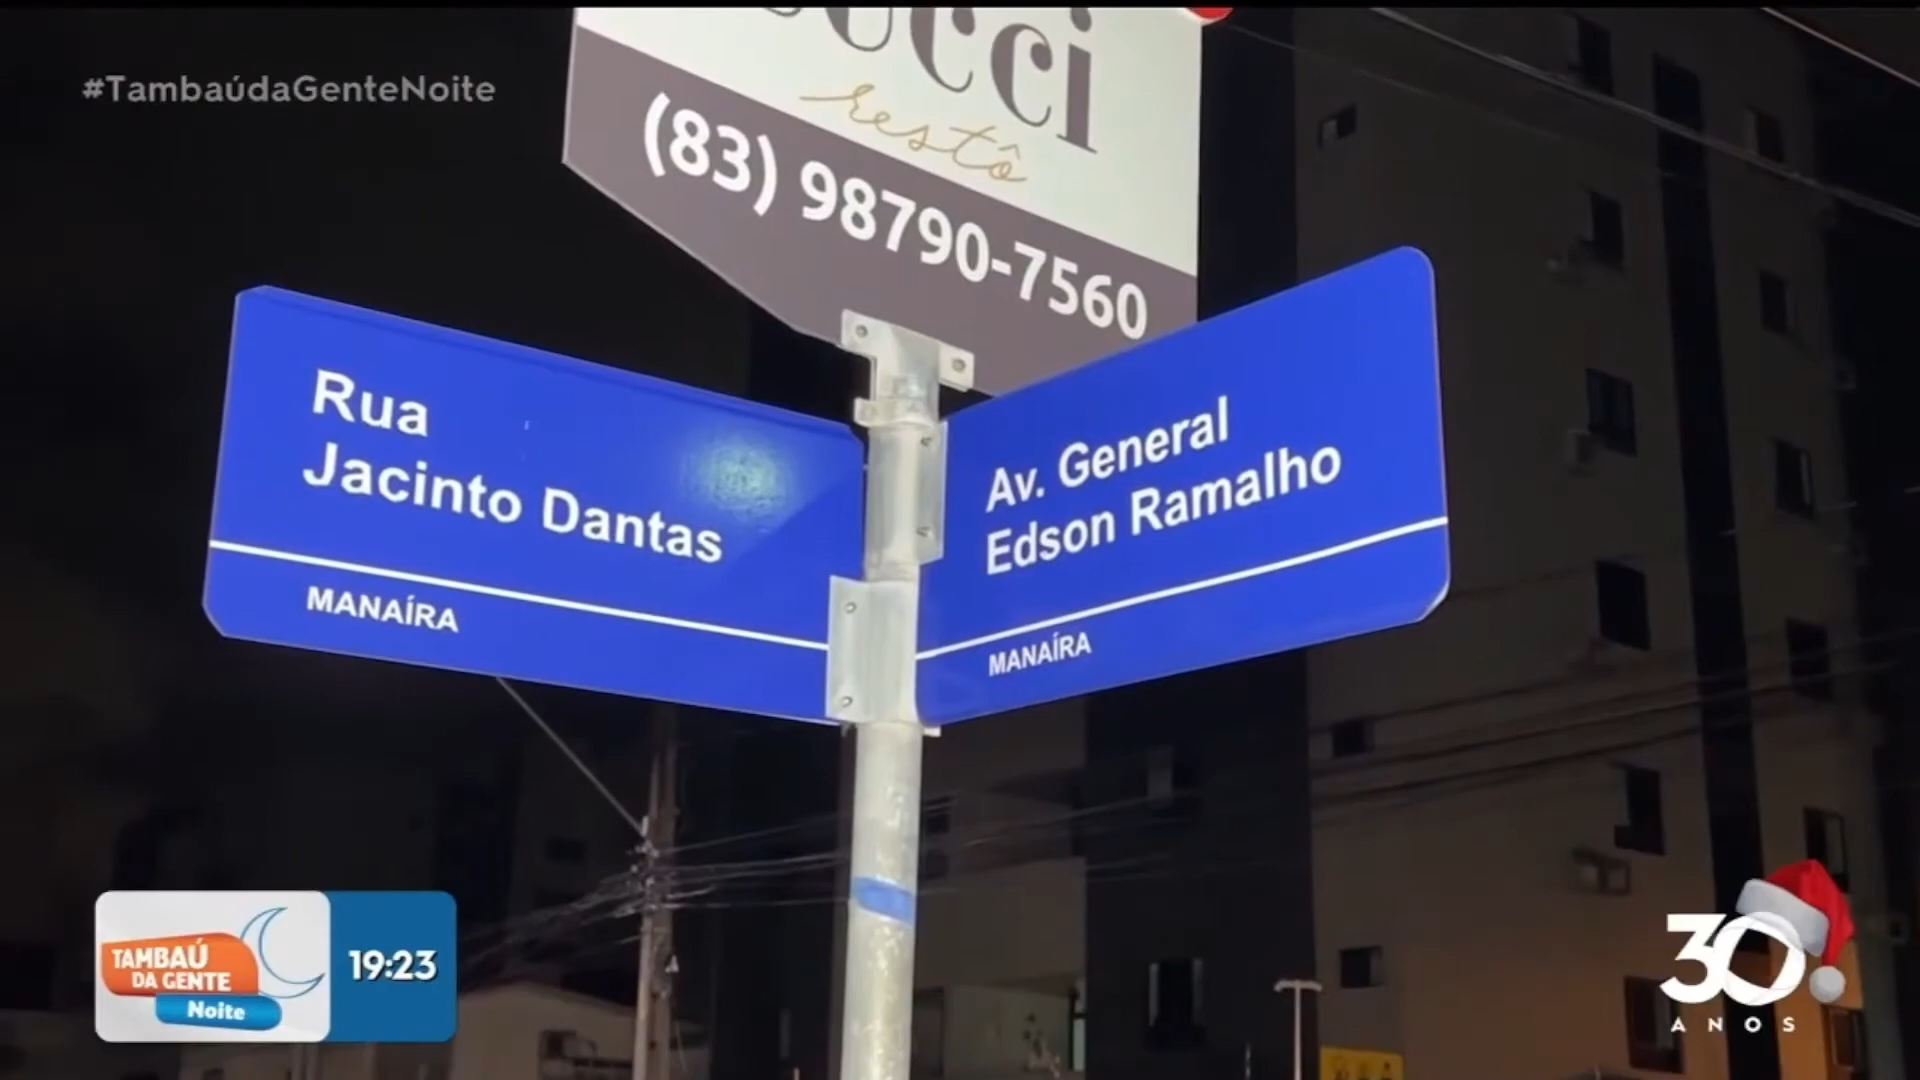 #TambaúdaGenteNoite
restô
(83) 98790-7560
Rua
Jacinto Dantas
MANAÍRA
Av. General
Edson Ramalho
MANAÍRA
TAMBAÚ
DA GENTE
Noite
19:23
30
ANOS